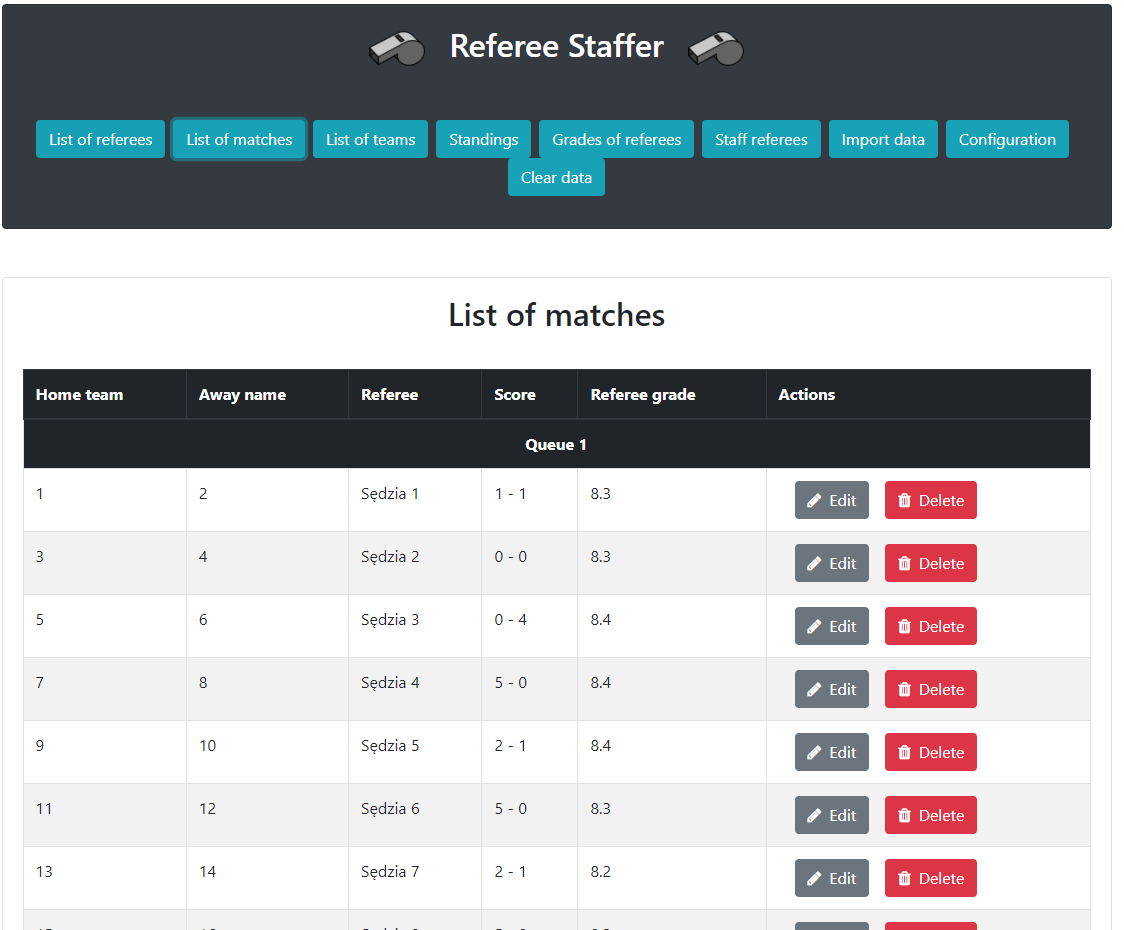 Referee Staffer
List of referees List of matches List of teams Standings Grades of referees Staff referees Import data Configuration
Clear data
List of matches
Home team Away name Referee Score Referee grade Actions
Queue 1
1 2 Sędzia 1 1 - 1 8.3 Edit Delete
3 4 Sędzia 2 0 - 0 8.3 Edit Delete
5 6 Sędzia 3 0 - 4 8.4 Edit Delete
7 8 Sędzia 4 5 - 0 8.4 Edit Delete
9 10 Sędzia 5 2 - 1 8.4 Edit Delete
11 12 Sędzia 6 5 - 0 8.3 Edit Delete
13 14 Sędzia 7 2 - 1 8.2 Edit Delete